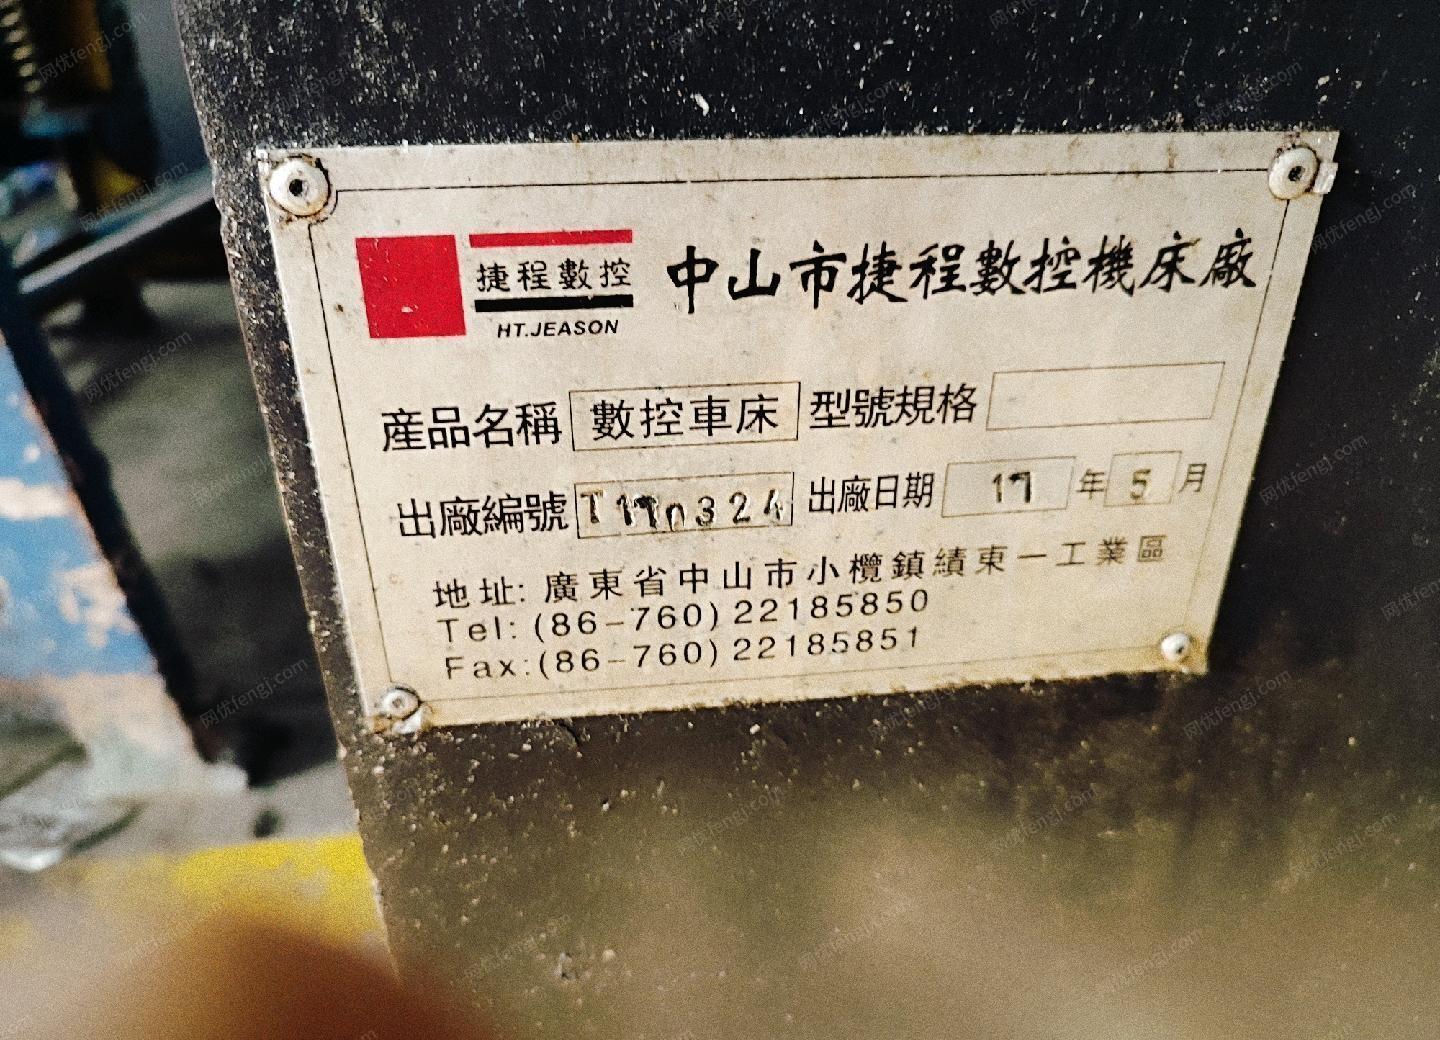 捷程數控
HT.JEASON
中山市捷程數控機床廠
産品名稱 數控車床 型號規格
出廠編號 出廠日期 17 年 5 月
地址: 廣東省中山市小欖鎮績東一工業區
Tel: (86-760) 22185850
Fax: (86-760) 22185851